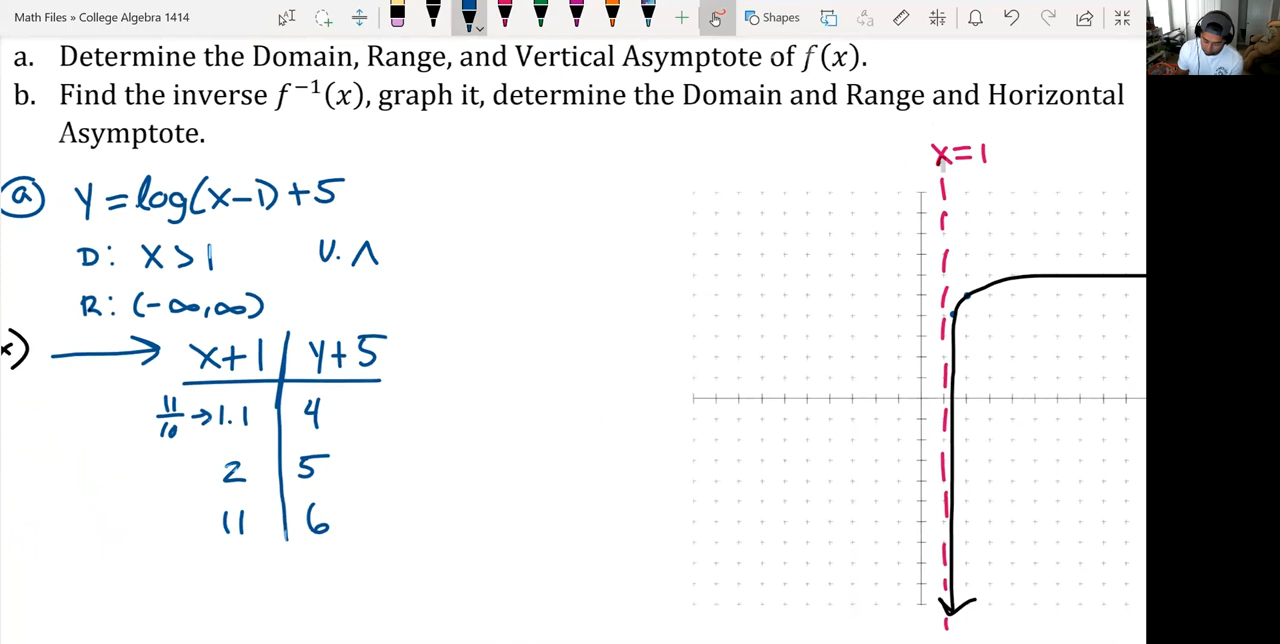 Math Files » College Algebra 1414
Shapes
a. Determine the Domain, Range, and Vertical Asymptote of f(x).
b. Find the inverse f⁻¹(x), graph it, determine the Domain and Range and Horizontal
Asymptote.
x=1
ⓐ y=log(x-1)+5
D: x>1 V. A
R: (-∞,∞)
x) → x+1 | y+5
11/10 → 1.1 | 4
2 | 5
11 | 6